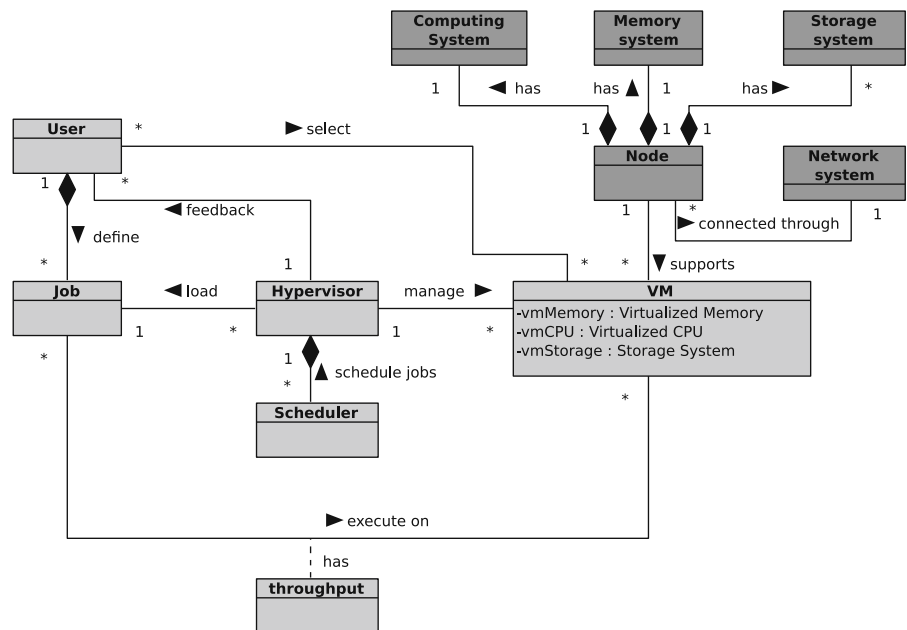 Computing
System
Memory
system
Storage
system
1
has
has
1
has
*
1
1
1
User
*
select
Node
Network
system
1
*
feedback
1
*
connected through
1
define
*
1
*
*
supports
Job
load
Hypervisor
manage
VM
-vmMemory : Virtualized Memory
-vmCPU : Virtualized CPU
-vmStorage : Storage System
1
*
1
*
*
1
schedule jobs
*
*
Scheduler
execute on
has
throughput